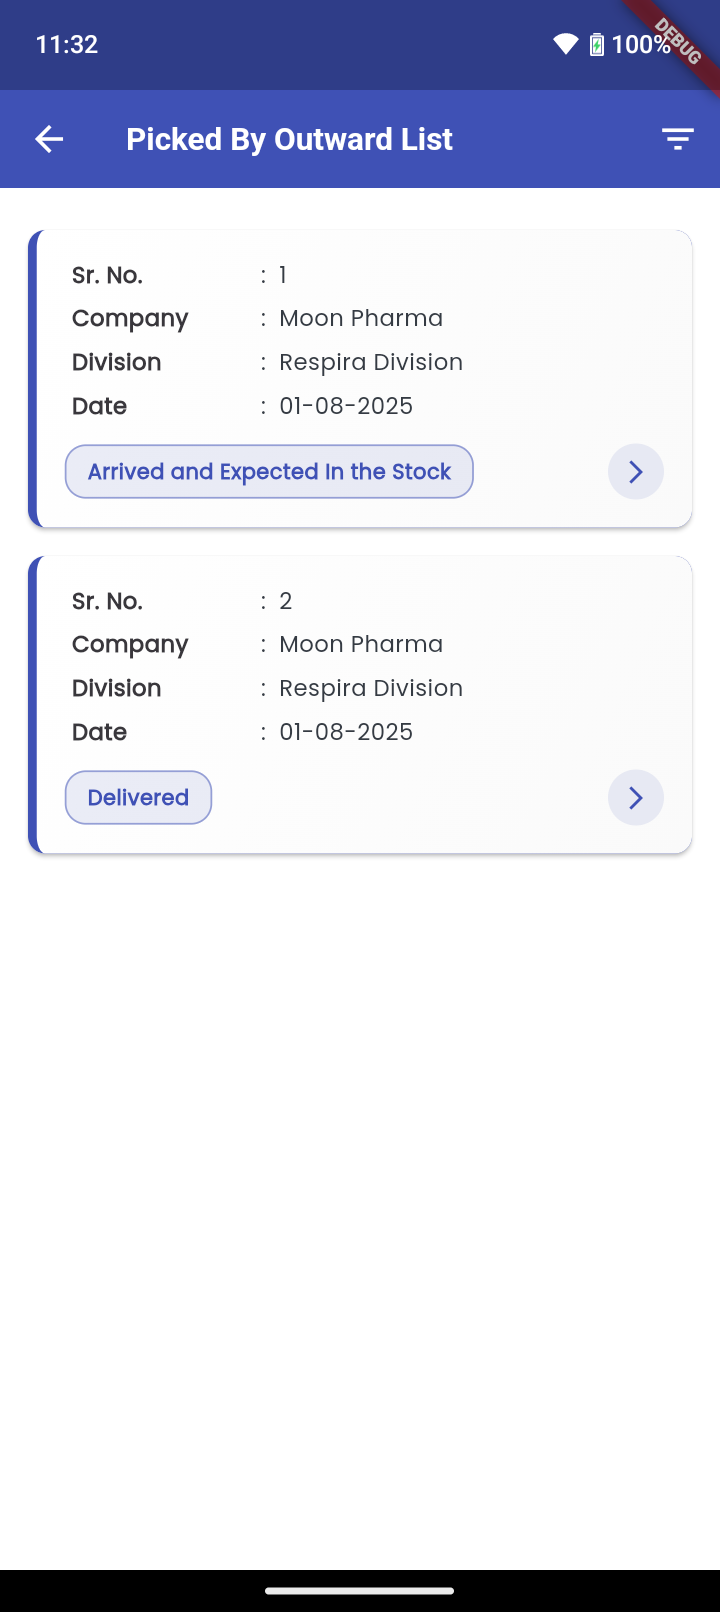 11:32 100%
DEBUG
Picked By Outward List
Sr. No. : 1
Company : Moon Pharma
Division : Respira Division
Date : 01-08-2025
Arrived and Expected In the Stock
Sr. No. : 2
Company : Moon Pharma
Division : Respira Division
Date : 01-08-2025
Delivered